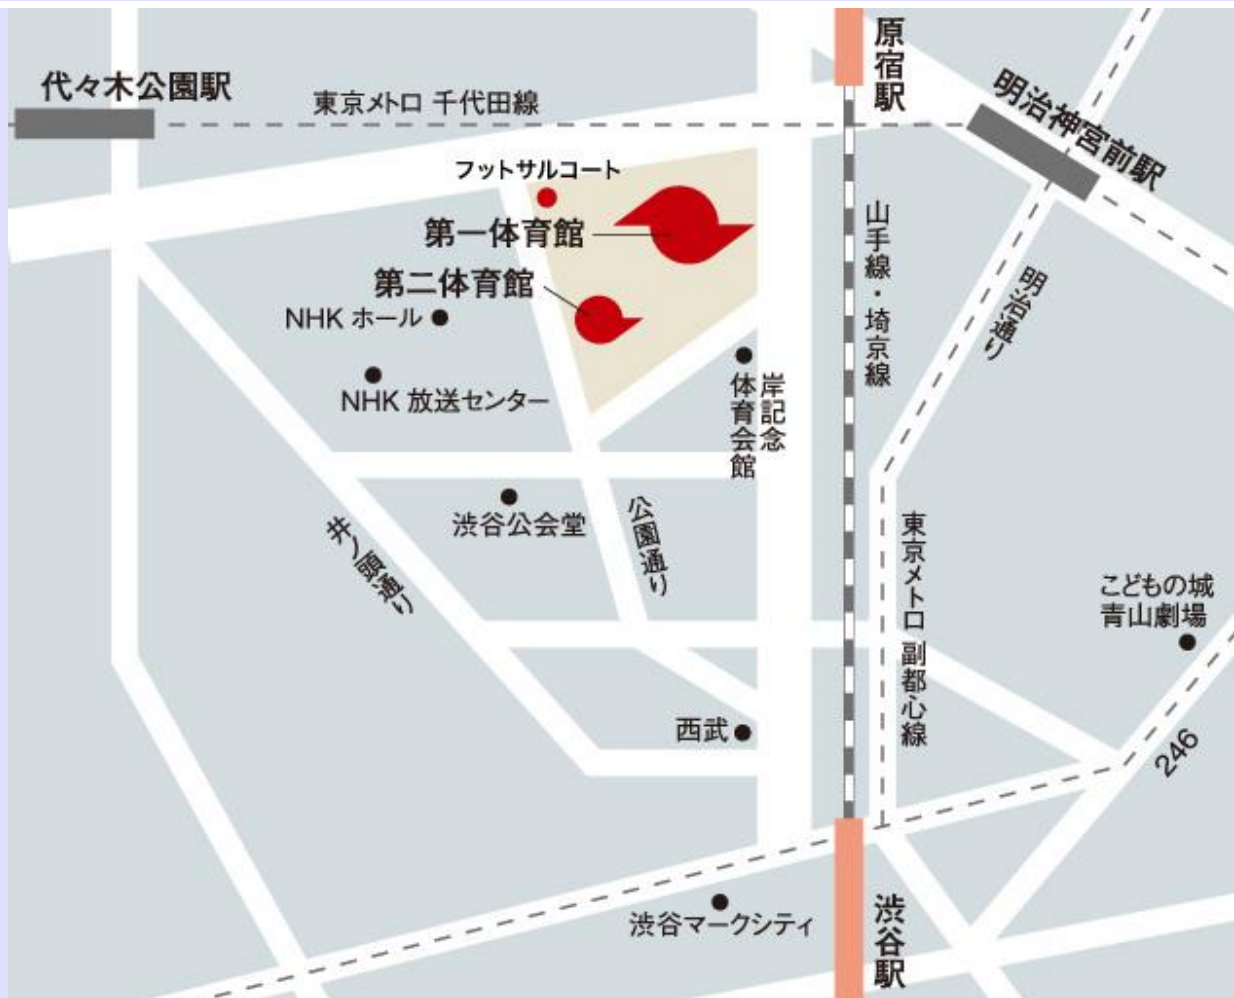 原宿駅
代々木公園駅
東京メトロ 千代田線
明治神宮前駅
フットサルコート
第一体育館
第二体育館
NHK ホール
NHK 放送センター
山手線・埼京線
明治通り
岸記念
体育会館
渋谷公会堂
公園通り
井ノ頭通り
東京メトロ 副都心線
こどもの城
青山劇場
西武
246
渋谷マークシティ
渋谷駅